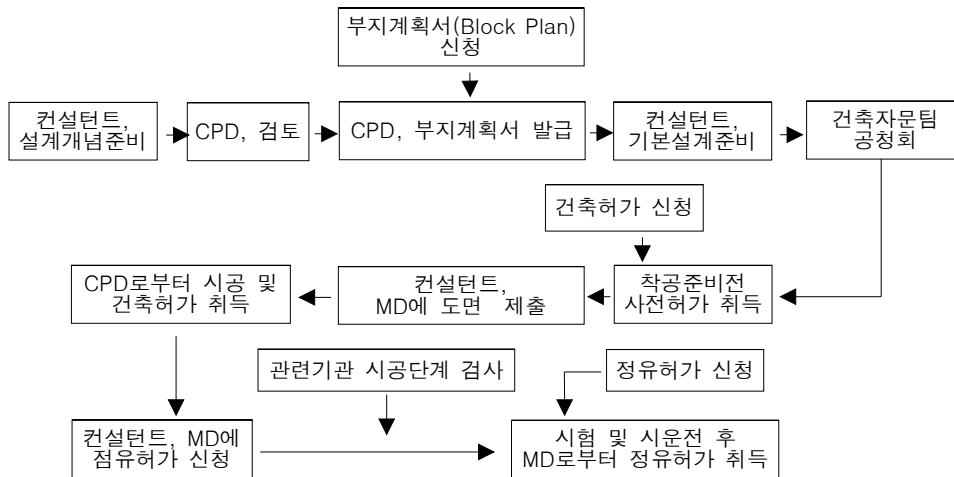 부지계획서(Block Plan)
신청
컨설턴트,
설계개념준비
CPD, 검토
CPD, 부지계획서 발급
컨설턴트,
기본설계준비
건축자문팀
공청회
건축허가 신청
CPD로부터 시공 및
건축허가 취득
컨설턴트,
MD에 도면 제출
착공준비전
사전허가 취득
관련기관 시공단계 검사
정유허가 신청
컨설턴트, MD에
점유허가 신청
시험 및 시운전 후
MD로부터 정유허가 취득